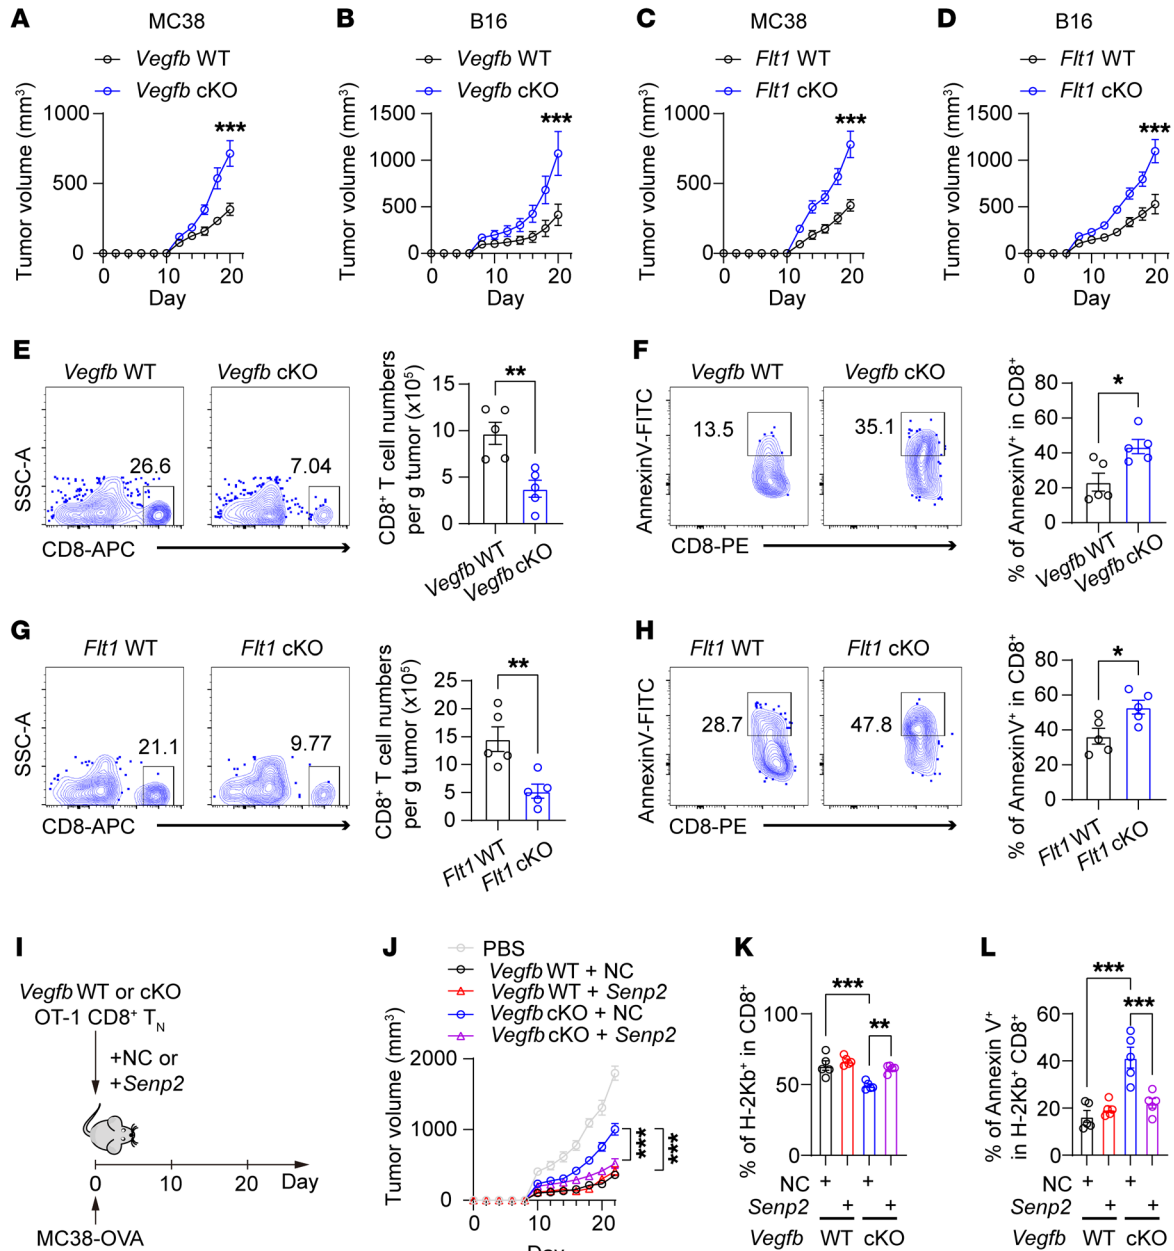 A
MC38
Vegfb WT
Vegfb cKO
Tumor volume (mm³)
1000
500
0
0 10 20
Day
***
B
B16
Vegfb WT
Vegfb cKO
Tumor volume (mm³)
1500
1000
500
0
0 10 20
Day
***
C
MC38
Flt1 WT
Flt1 cKO
Tumor volume (mm³)
1000
500
0
0 10 20
Day
***
D
B16
Flt1 WT
Flt1 cKO
Tumor volume (mm³)
1500
1000
500
0
0 10 20
Day
***
E
Vegfb WT
Vegfb cKO
26.6
7.04
SSC-A
CD8-APC
CD8⁺ T cell numbers
per g tumor (x10⁵)
15
10
5
0
**
Vegfb WT
Vegfb cKO
F
Vegfb WT
Vegfb cKO
13.5
35.1
AnnexinV-FITC
CD8-PE
% of AnnexinV⁺ in CD8⁺
80
60
40
20
0
*
Vegfb WT
Vegfb cKO
G
Flt1 WT
Flt1 cKO
21.1
9.77
SSC-A
CD8-APC
CD8⁺ T cell numbers
per g tumor (x10⁵)
25
20
15
10
5
0
**
Flt1 WT
Flt1 cKO
H
Flt1 WT
Flt1 cKO
28.7
47.8
AnnexinV-FITC
CD8-PE
% of AnnexinV⁺ in CD8⁺
80
60
40
20
0
*
Flt1 WT
Flt1 cKO
I
Vegfb WT or cKO
OT-1 CD8⁺ T_N
+NC or
+Senp2
0 10 20 Day
MC38-OVA
J
PBS
Vegfb WT + NC
Vegfb WT + Senp2
Vegfb cKO + NC
Vegfb cKO + Senp2
Tumor volume (mm³)
2000
1000
0
0 10 20
Day
***
***
K
% of H-2Kb⁺ in CD8⁺
100
50
0
***
**
NC + +
Senp2 + +
Vegfb WT cKO
L
% of Annexin V⁺
in H-2Kb⁺ CD8⁺
60
40
20
0
***
***
NC + +
Senp2 + +
Vegfb WT cKO